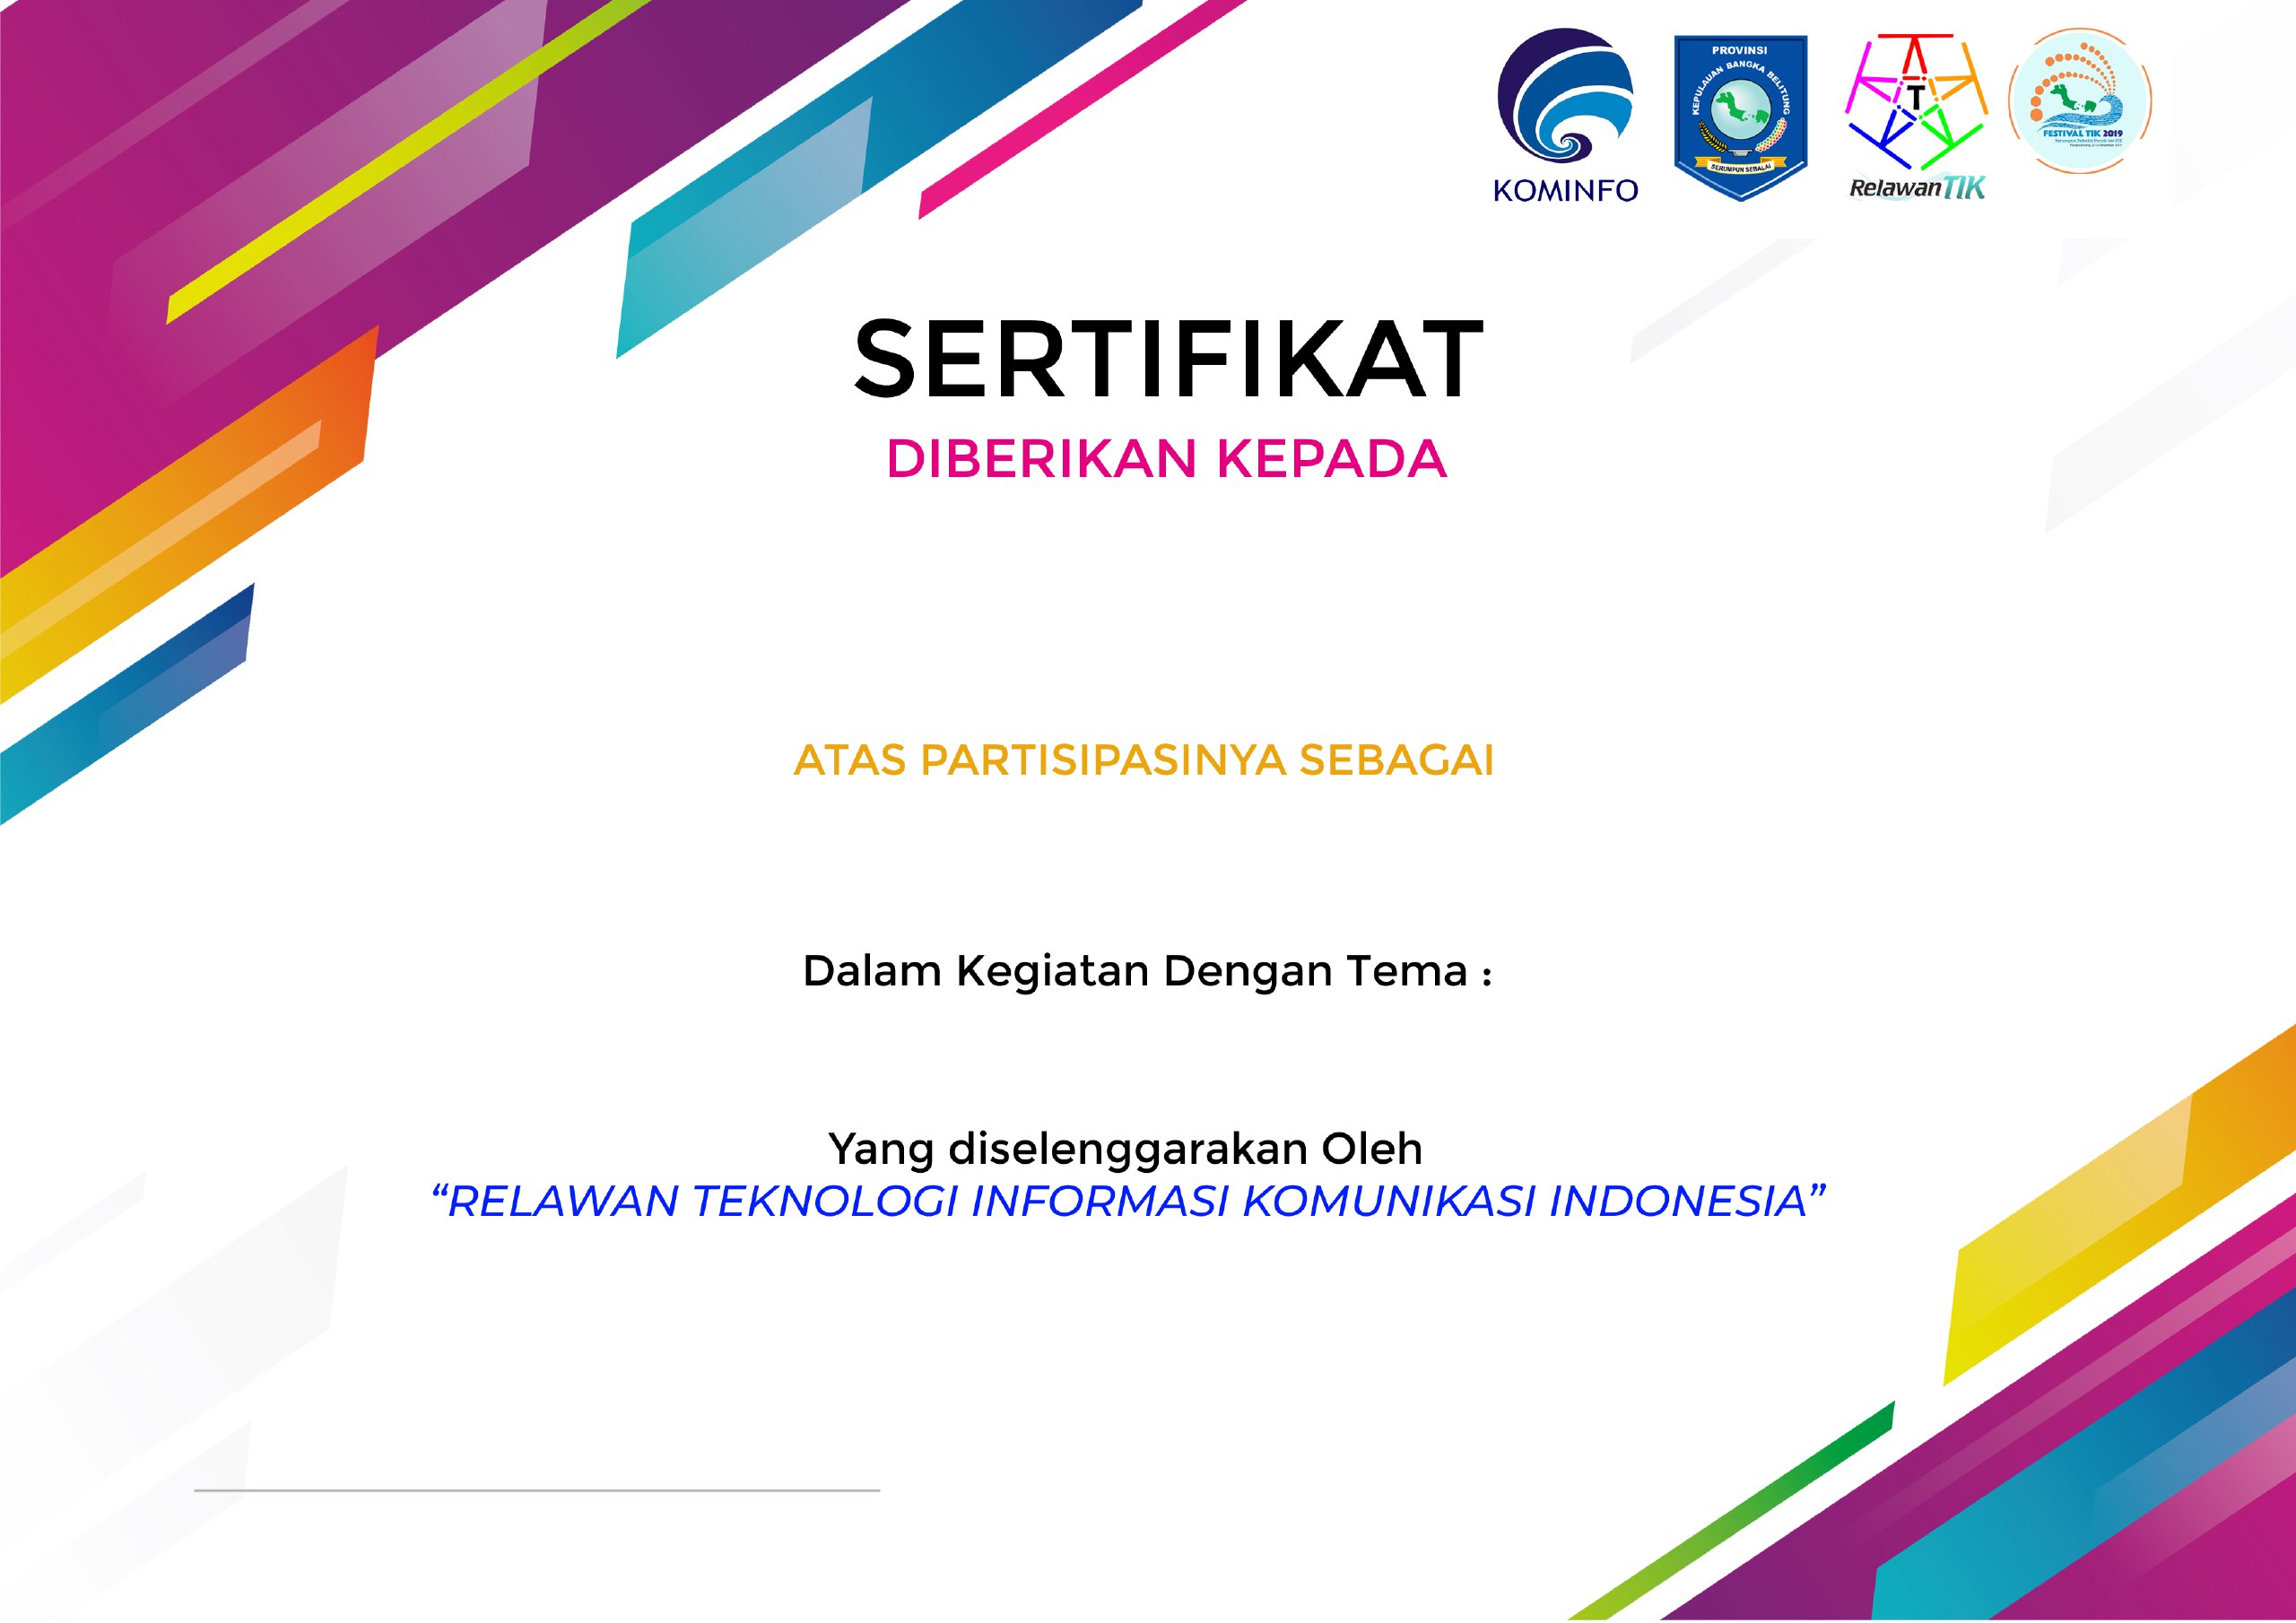 KOMINFO
PROVINSI
KEPULAUAN BANGKA BELITUNG
SERUMPUN SEBALAI
T
RelawanTIK
FESTIVAL TIK 2019
SERTIFIKAT
DIBERIKAN KEPADA
ATAS PARTISIPASINYA SEBAGAI
Dalam Kegiatan Dengan Tema :
Yang diselenggarakan Oleh
“RELAWAN TEKNOLOGI INFORMASI KOMUNIKASI INDONESIA”